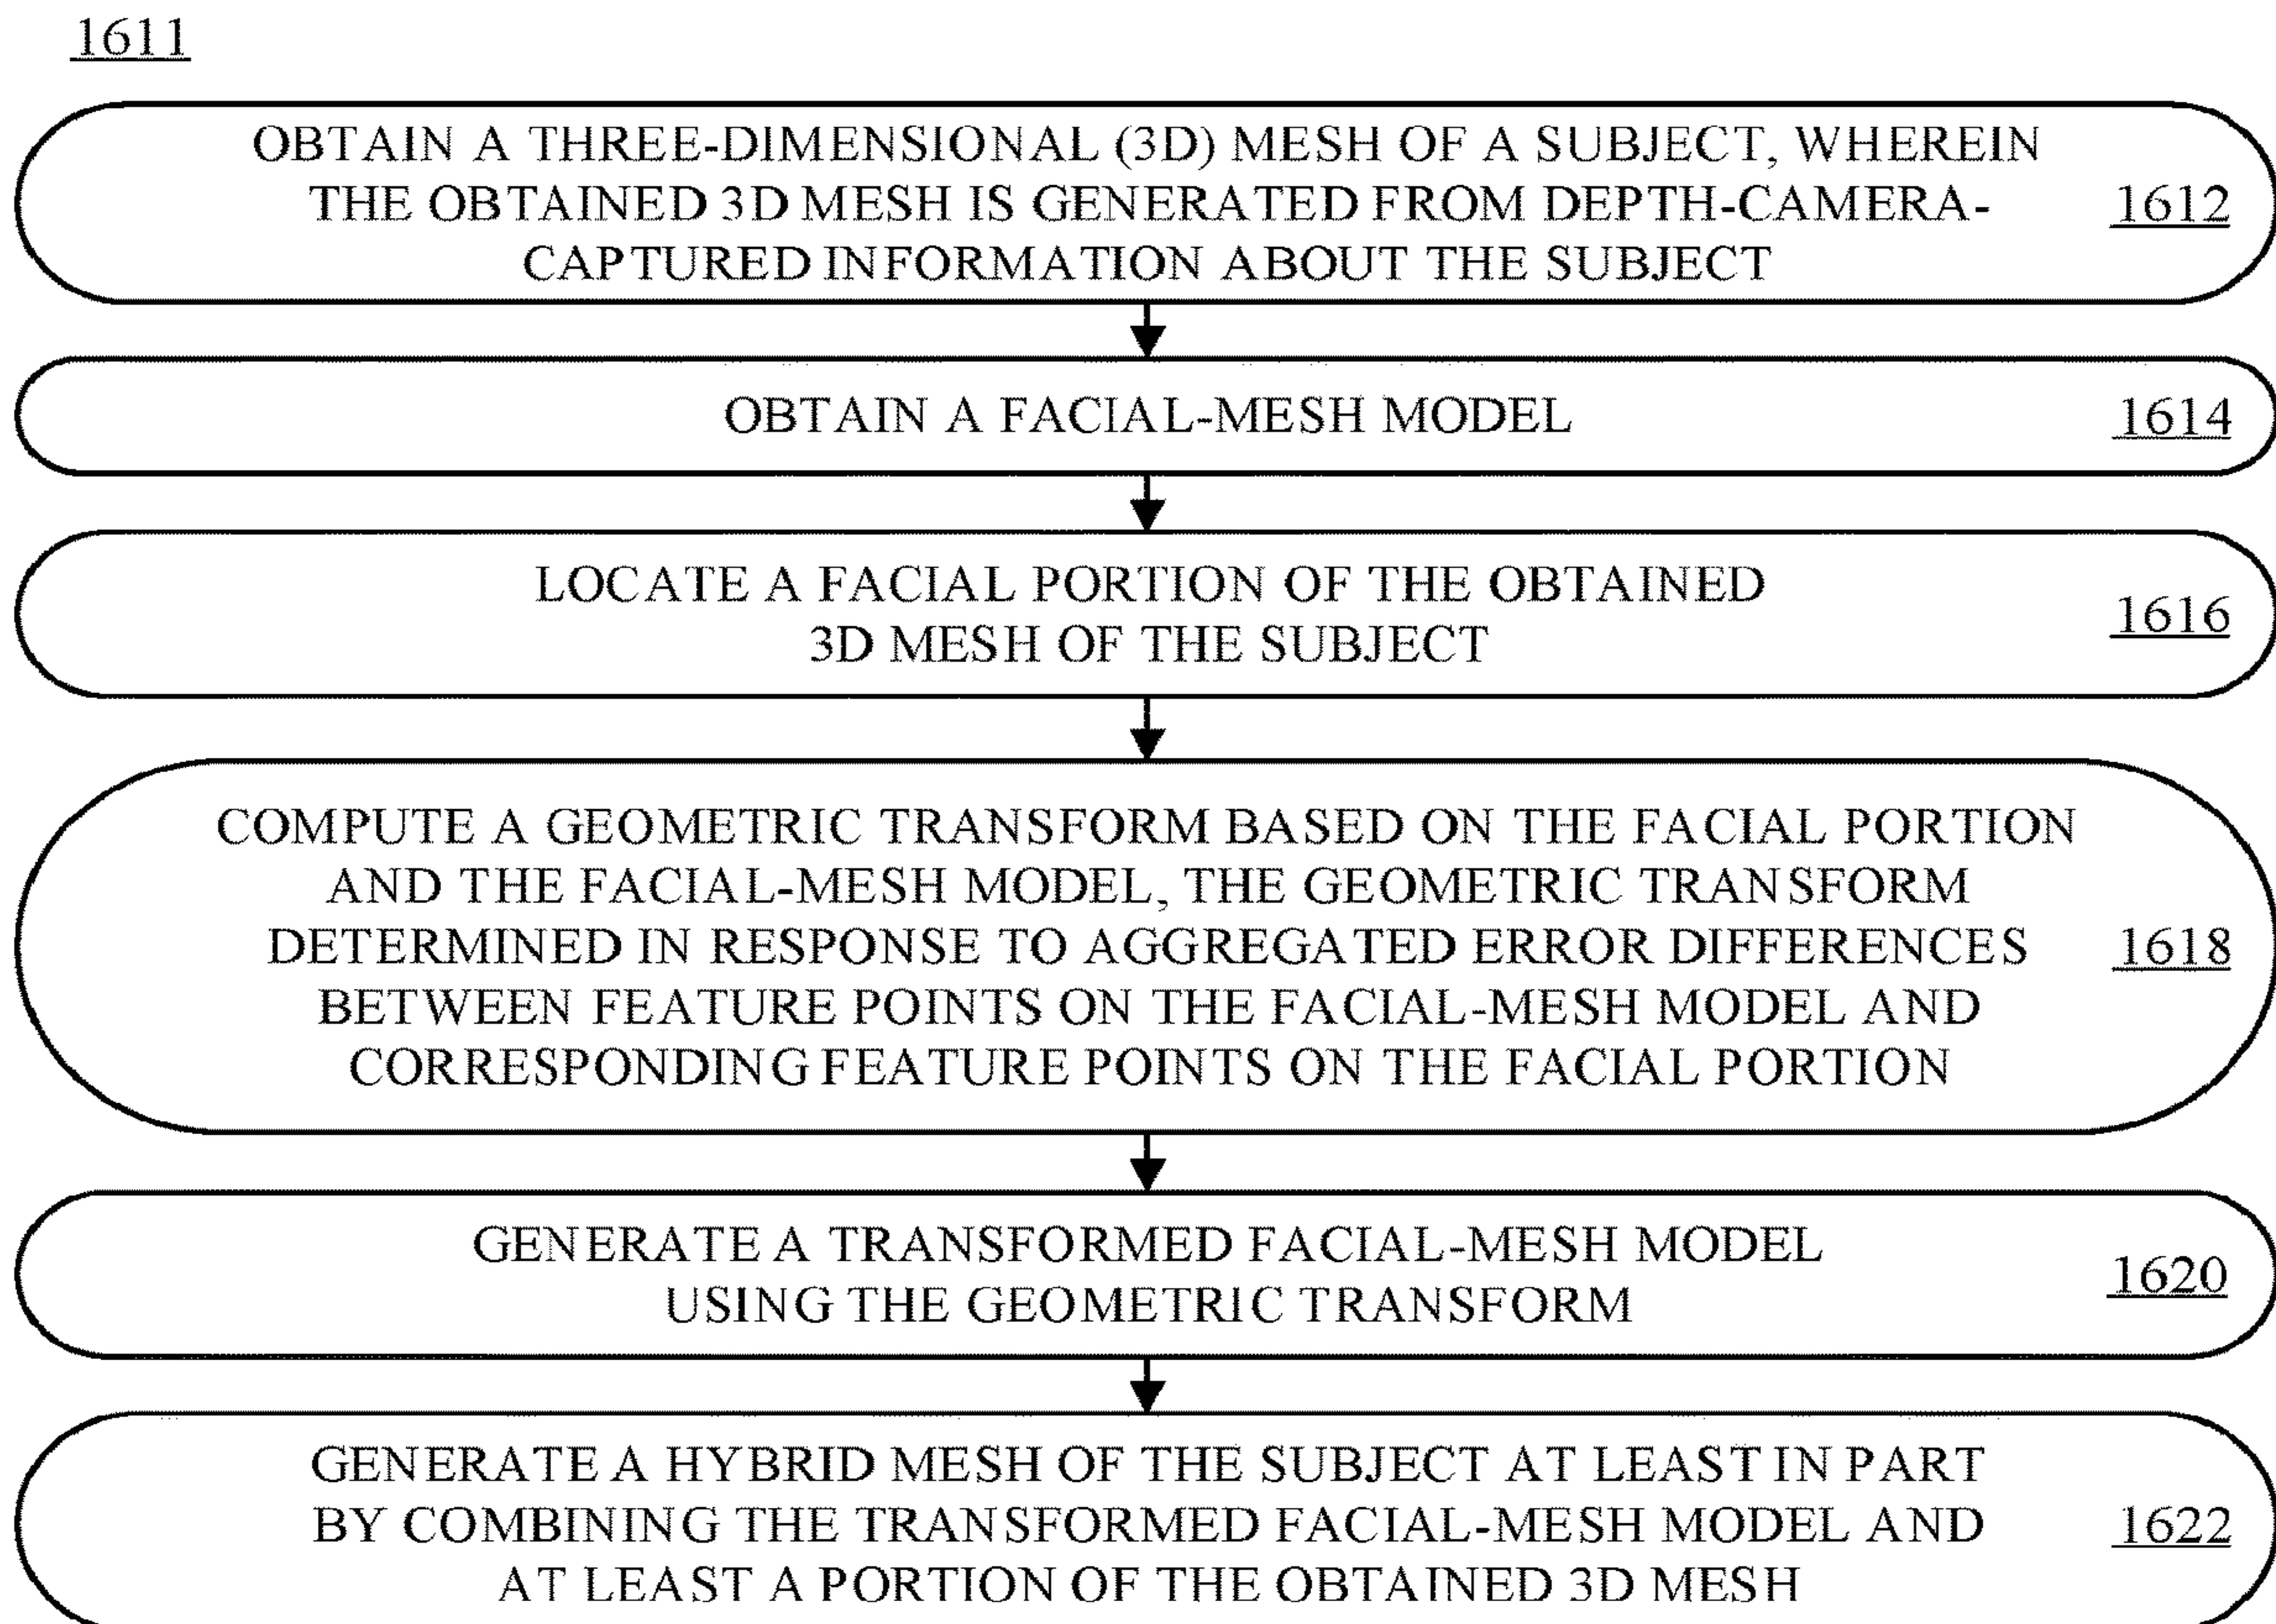 1611
OBTAIN A THREE-DIMENSIONAL (3D) MESH OF A SUBJECT, WHEREIN
THE OBTAINED 3D MESH IS GENERATED FROM DEPTH-CAMERA-
CAPTURED INFORMATION ABOUT THE SUBJECT
1612
OBTAIN A FACIAL-MESH MODEL
1614
LOCATE A FACIAL PORTION OF THE OBTAINED
3D MESH OF THE SUBJECT
1616
COMPUTE A GEOMETRIC TRANSFORM BASED ON THE FACIAL PORTION
AND THE FACIAL-MESH MODEL, THE GEOMETRIC TRANSFORM
DETERMINED IN RESPONSE TO AGGREGATED ERROR DIFFERENCES
BETWEEN FEATURE POINTS ON THE FACIAL-MESH MODEL AND
CORRESPONDING FEATURE POINTS ON THE FACIAL PORTION
1618
GENERATE A TRANSFORMED FACIAL-MESH MODEL
USING THE GEOMETRIC TRANSFORM
1620
GENERATE A HYBRID MESH OF THE SUBJECT AT LEAST IN PART
BY COMBINING THE TRANSFORMED FACIAL-MESH MODEL AND
AT LEAST A PORTION OF THE OBTAINED 3D MESH
1622